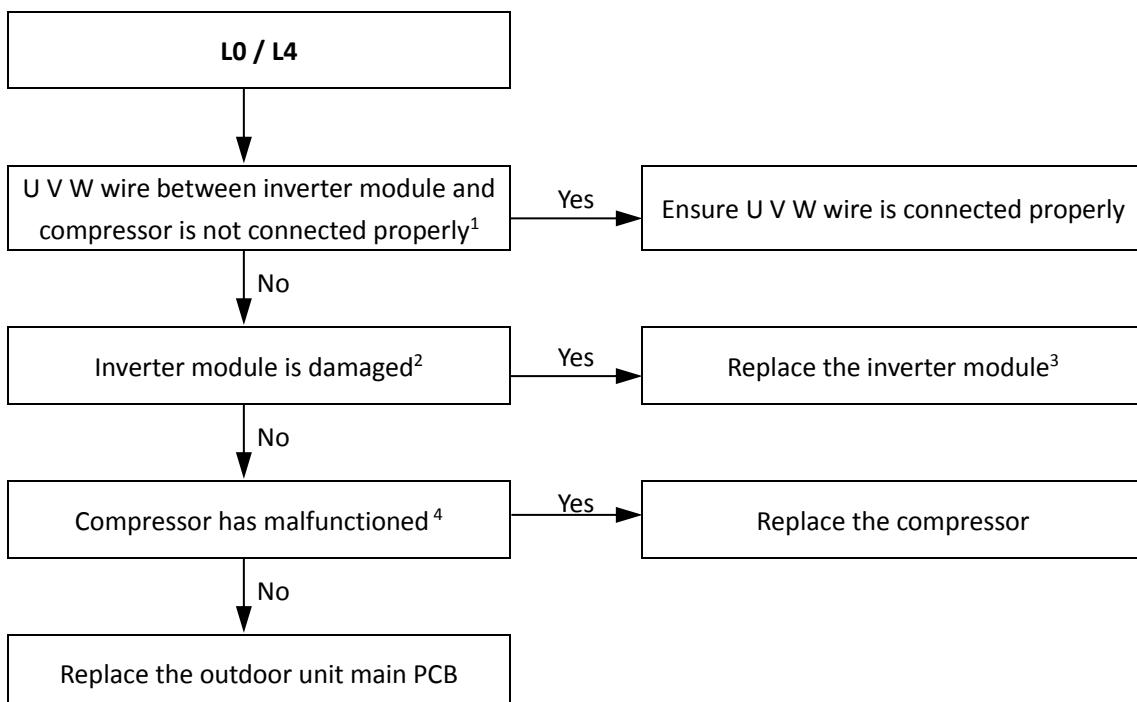 L0 / L4
U V W wire between inverter module and
compressor is not connected properly¹
Yes
Ensure U V W wire is connected properly
No
Inverter module is damaged²
Yes
Replace the inverter module³
No
Compressor has malfunctioned ⁴
Yes
Replace the compressor
No
Replace the outdoor unit main PCB